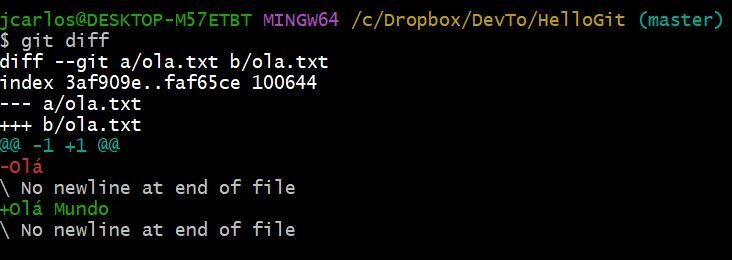 jcarlos@DESKTOP-M57ETBT MINGW64 /c/Dropbox/DevTo/HelloGit (master)
$ git diff
diff --git a/ola.txt b/ola.txt
index 3af909e..faf65ce 100644
--- a/ola.txt
+++ b/ola.txt
@@ -1 +1 @@
-Olá
\ No newline at end of file
+Olá Mundo
\ No newline at end of file